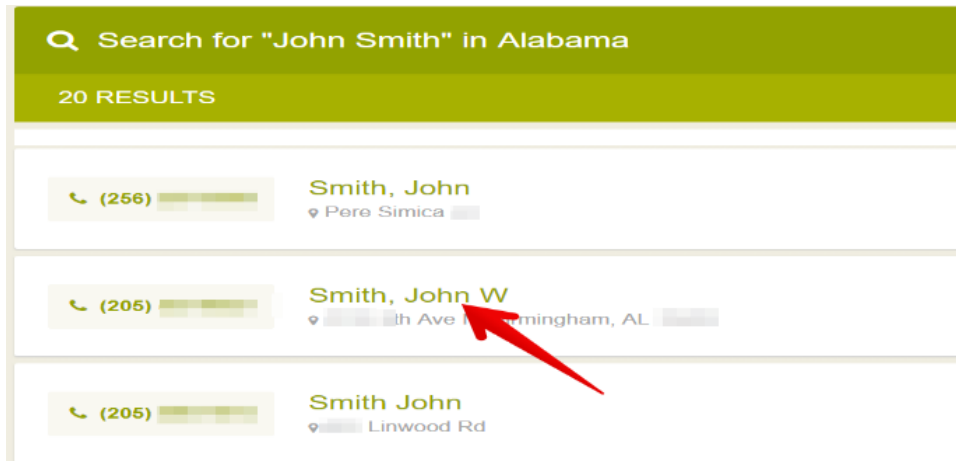 Search for "John Smith" in Alabama
20 RESULTS
(256)
Smith, John
Pere Simica
(205)
Smith, John W
th Ave mingham, AL
(205)
Smith John
Linwood Rd